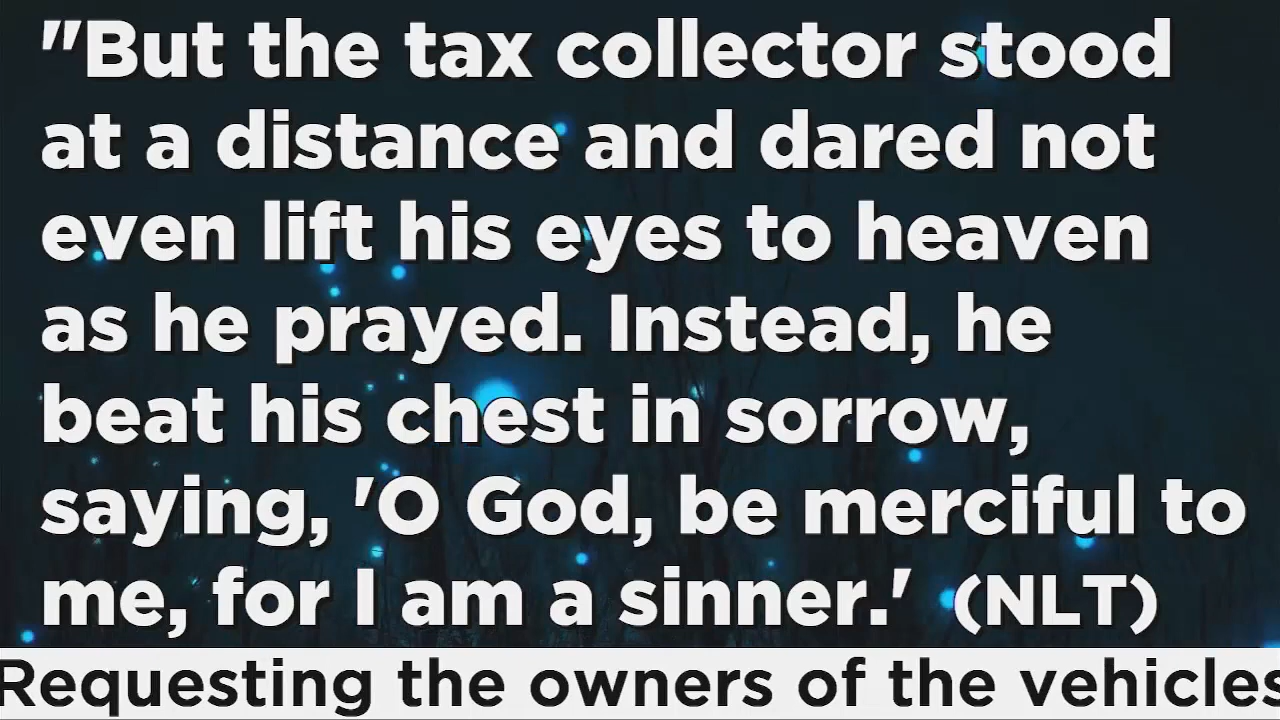 "But the tax collector stood
at a distance and dared not
even lift his eyes to heaven
as he prayed. Instead, he
beat his chest in sorrow,
saying, 'O God, be merciful to
me, for I am a sinner.' (NLT)
Requesting the owners of the vehicles